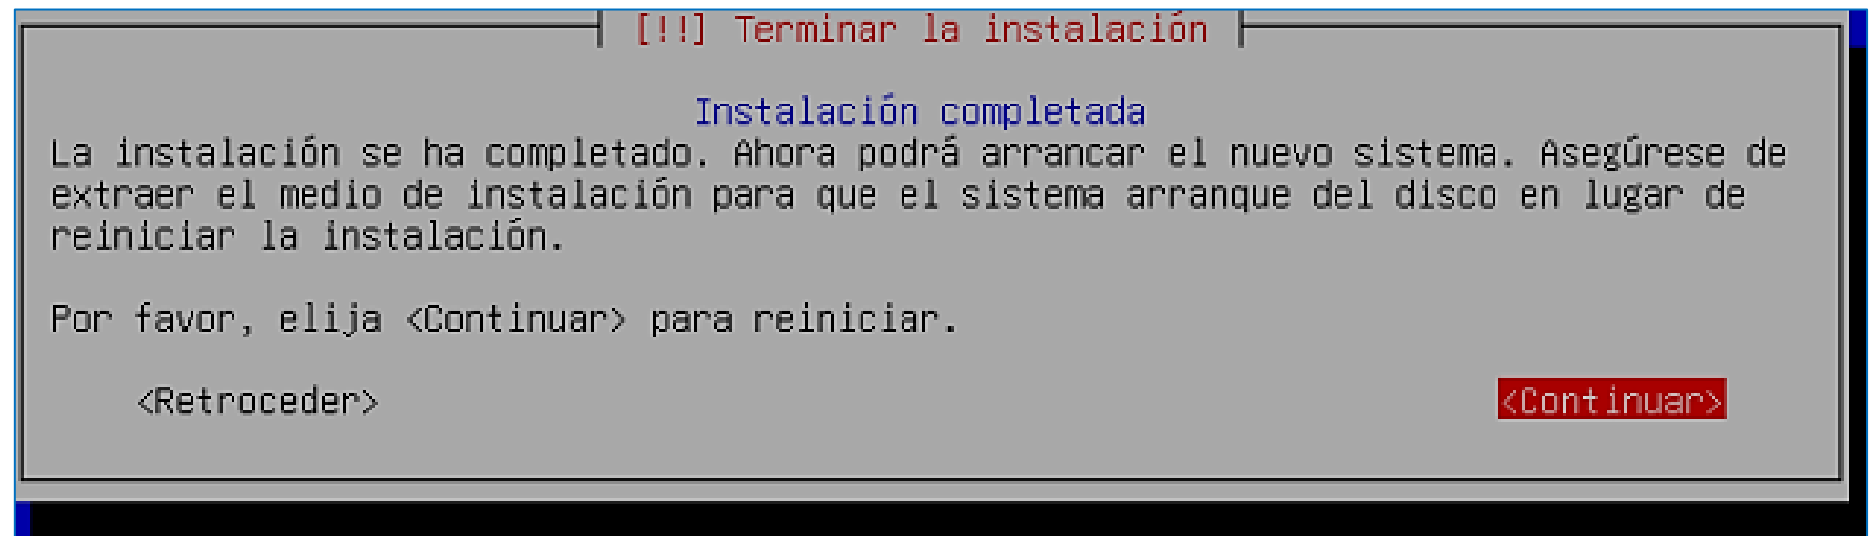 [!!] Terminar la instalación
Instalación completada
La instalación se ha completado. Ahora podrá arrancar el nuevo sistema. Asegúrese de
extraer el medio de instalación para que el sistema arranque del disco en lugar de
reiniciar la instalación.
Por favor, elija <Continuar> para reiniciar.
<Retroceder> <Continuar>